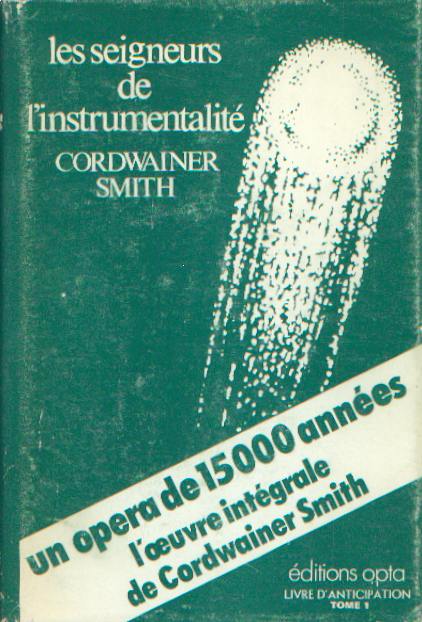 les seigneurs
de
l'instrumentalité
CORDWAINER
SMITH
un opera de 15000 années
l'œuvre intégrale
de Cordwainer Smith
éditions opta
LIVRE D'ANTICIPATION
TOME 1